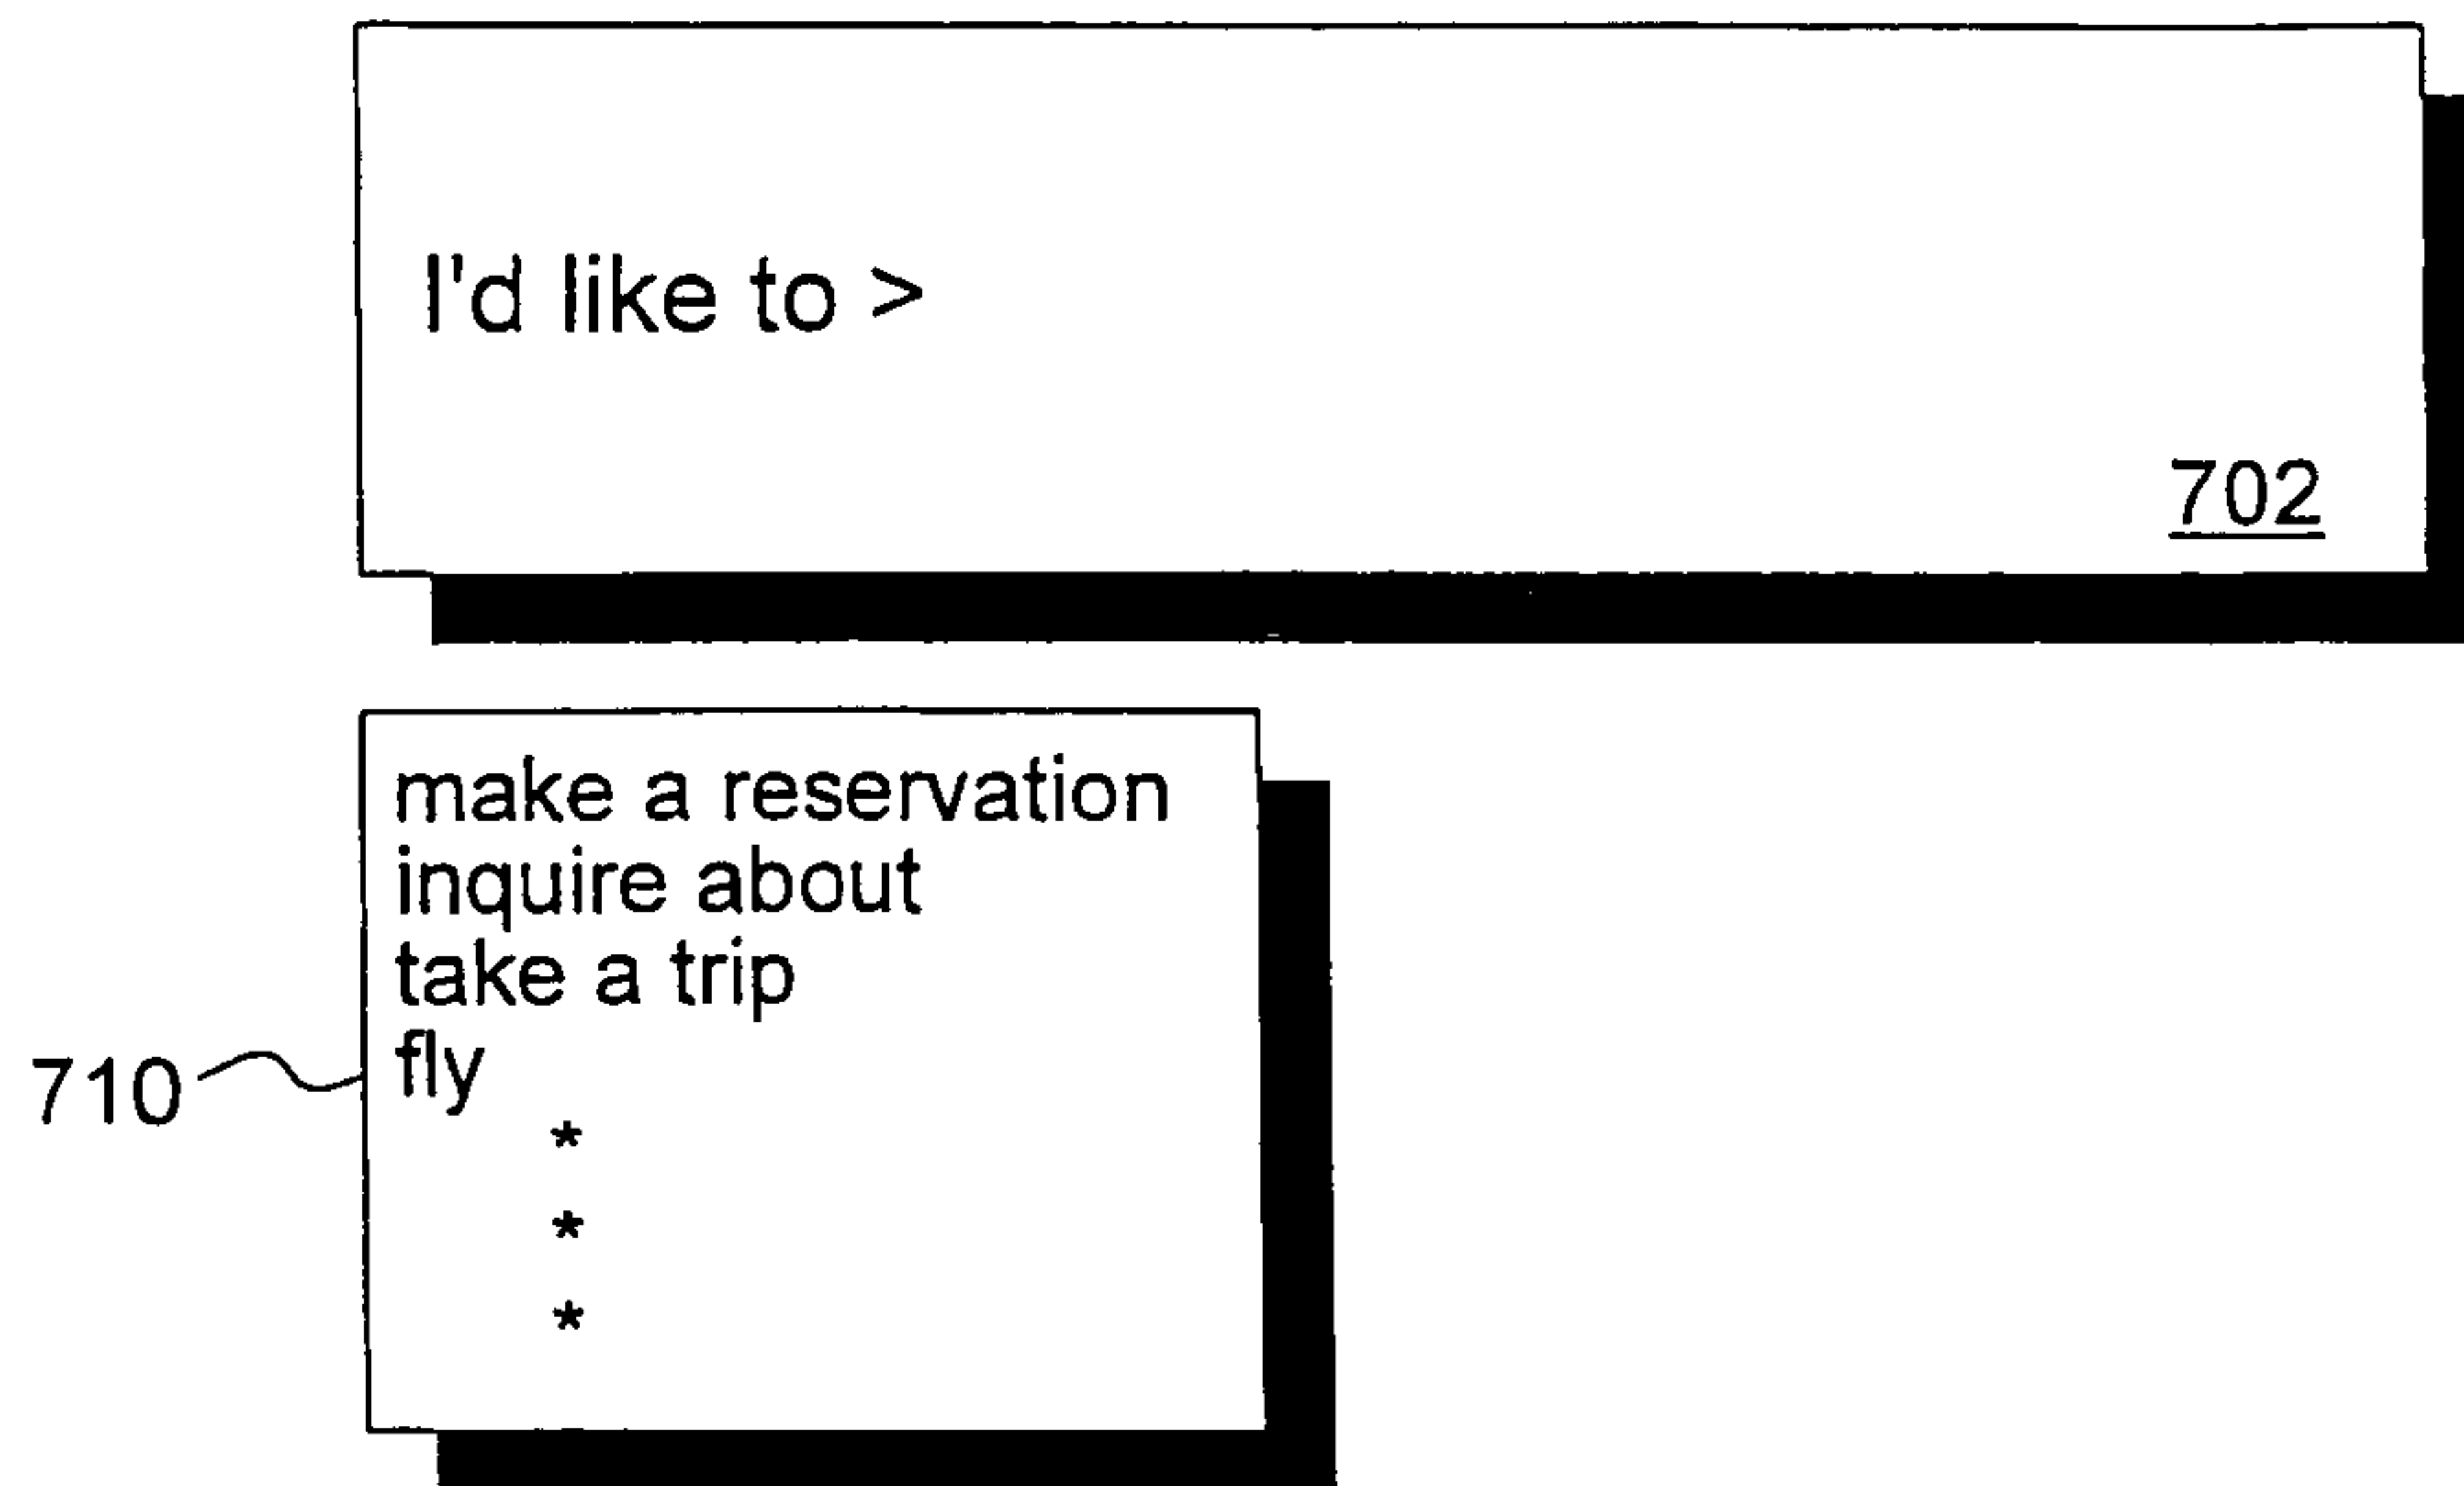 I'd like to >
702
make a reservation
inquire about
take a trip
fly
710
*
*
*